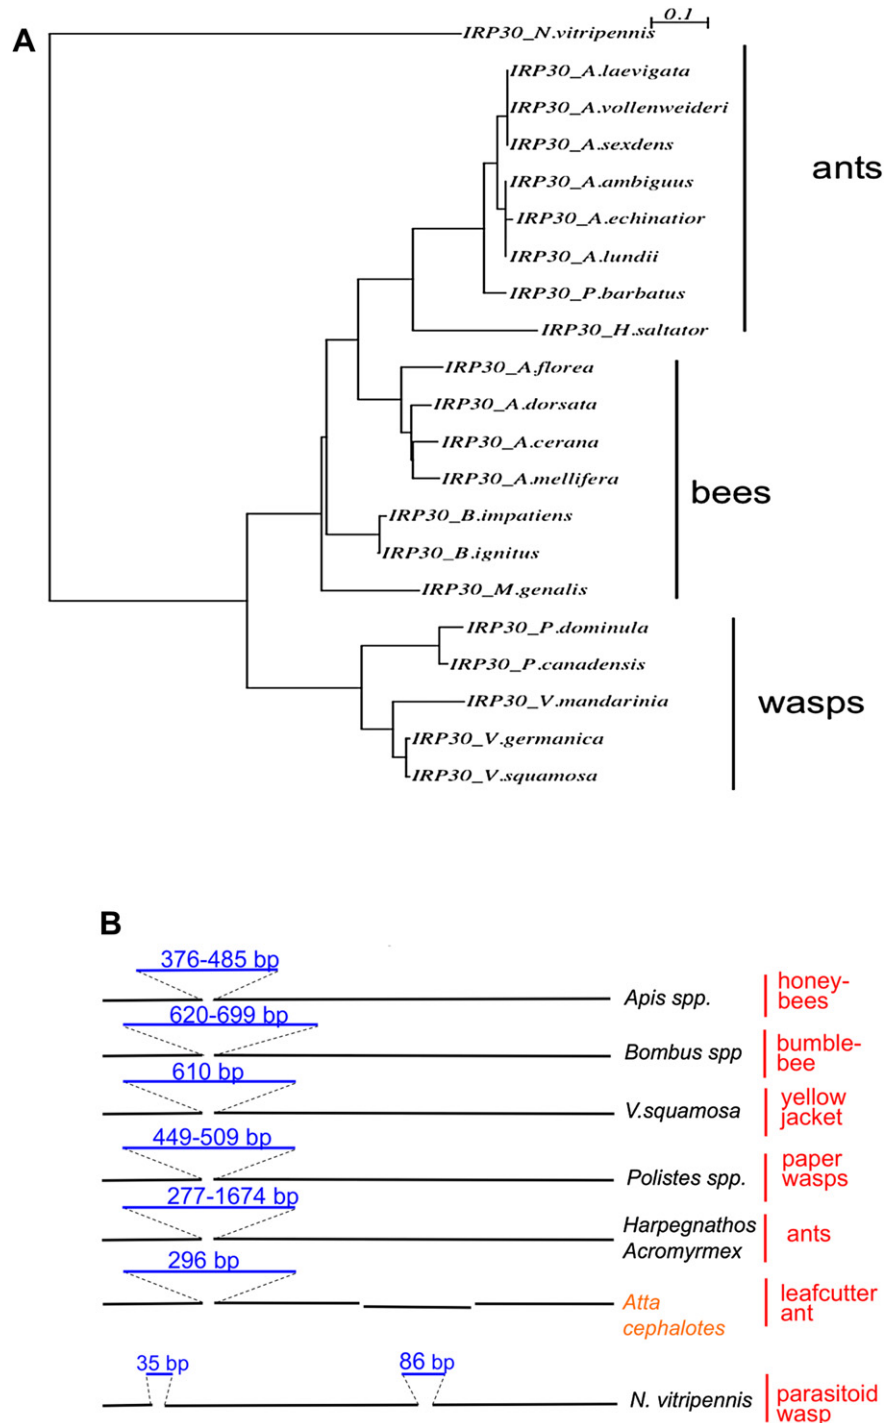 A
0.1
IRP30_N.vitripennis
IRP30_A.laevigata
IRP30_A.vollenweideri
IRP30_A.sexdens
IRP30_A.ambiguus
IRP30_A.echinatior
IRP30_A.lundii
IRP30_P.barbatus
IRP30_H.saltator
ants
IRP30_A.florea
IRP30_A.dorsata
IRP30_A.cerana
IRP30_A.mellifera
IRP30_B.impatiens
IRP30_B.ignitus
IRP30_M.genalis
bees
IRP30_P.dominula
IRP30_P.canadensis
IRP30_V.mandarinia
IRP30_V.germanica
IRP30_V.squamosa
wasps
B
376-485 bp
Apis spp.
honey-
bees
620-699 bp
Bombus spp
bumble-
bee
610 bp
V.squamosa
yellow
jacket
449-509 bp
Polistes spp.
paper
wasps
277-1674 bp
Harpegnathos
Acromyrmex
ants
296 bp
Atta
cephalotes
leafcutter
ant
35 bp
86 bp
N. vitripennis
parasitoid
wasp